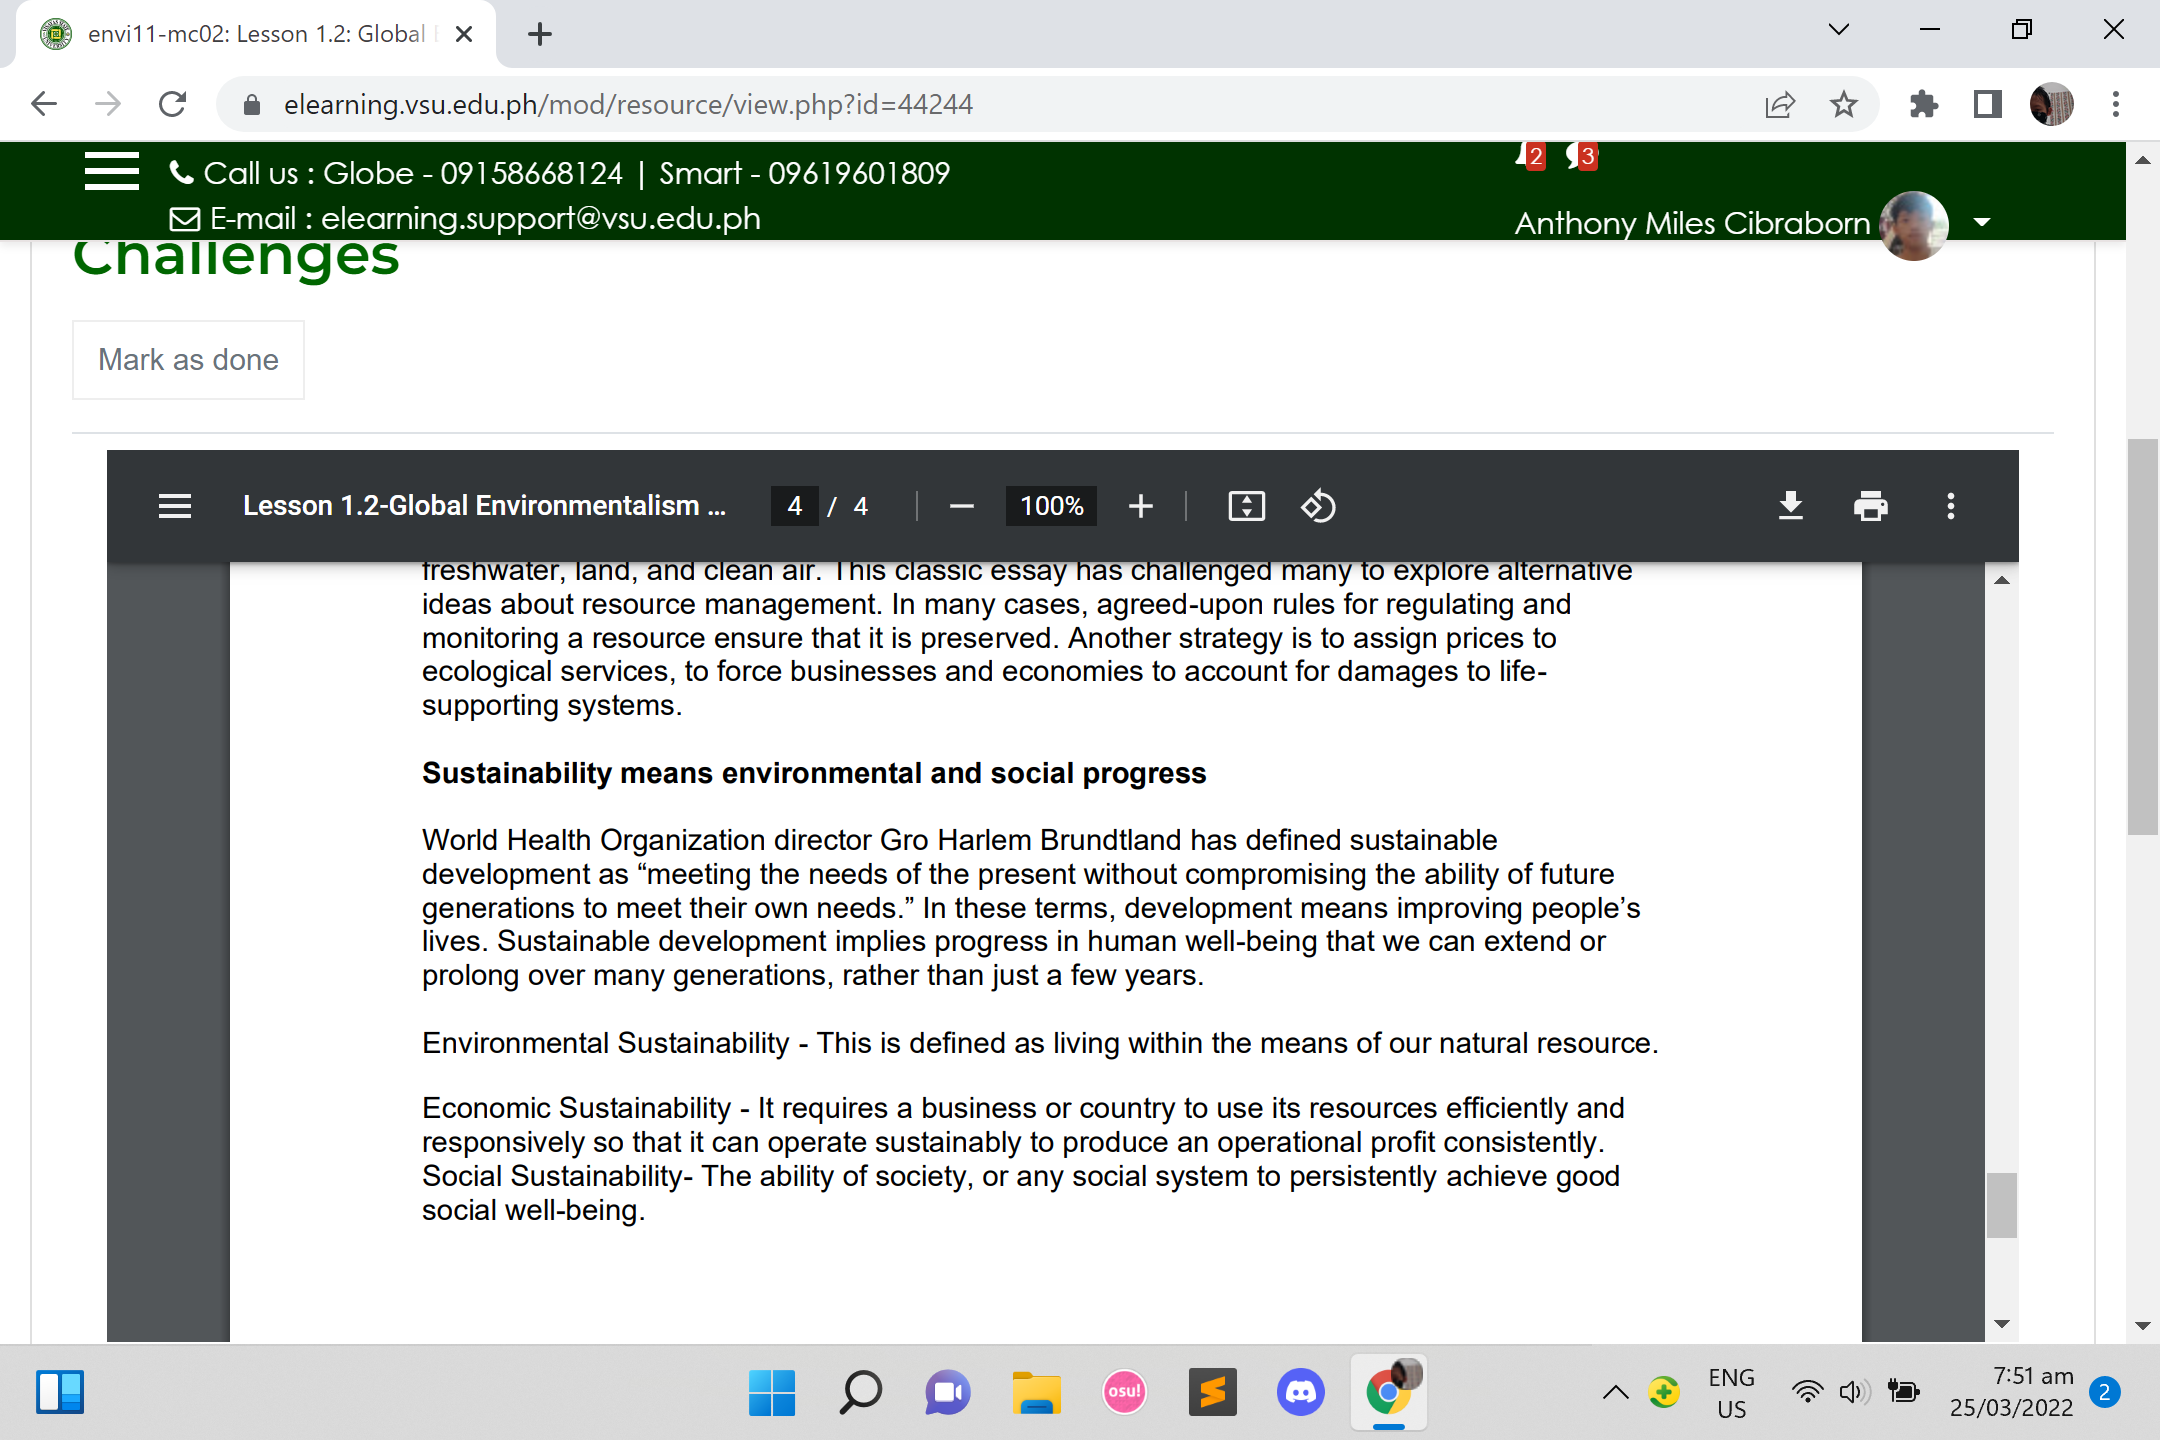 envi11-mc02: Lesson 1.2: Global
elearning.vsu.edu.ph/mod/resource/view.php?id=44244
Call us : Globe - 09158668124 | Smart - 09619601809
2 3
E-mail : elearning.support@vsu.edu.ph
Anthony Miles Cibraborn
Challenges
Mark as done
Lesson 1.2-Global Environmentalism ... 4 / 4 100%
freshwater, land, and clean air. This classic essay has challenged many to explore alternative
ideas about resource management. In many cases, agreed-upon rules for regulating and
monitoring a resource ensure that it is preserved. Another strategy is to assign prices to
ecological services, to force businesses and economies to account for damages to life-
supporting systems.
Sustainability means environmental and social progress
World Health Organization director Gro Harlem Brundtland has defined sustainable
development as “meeting the needs of the present without compromising the ability of future
generations to meet their own needs.” In these terms, development means improving people’s
lives. Sustainable development implies progress in human well-being that we can extend or
prolong over many generations, rather than just a few years.
Environmental Sustainability - This is defined as living within the means of our natural resource.
Economic Sustainability - It requires a business or country to use its resources efficiently and
responsively so that it can operate sustainably to produce an operational profit consistently.
Social Sustainability- The ability of society, or any social system to persistently achieve good
social well-being.
osu!
ENG
US
7:51 am
25/03/2022
2